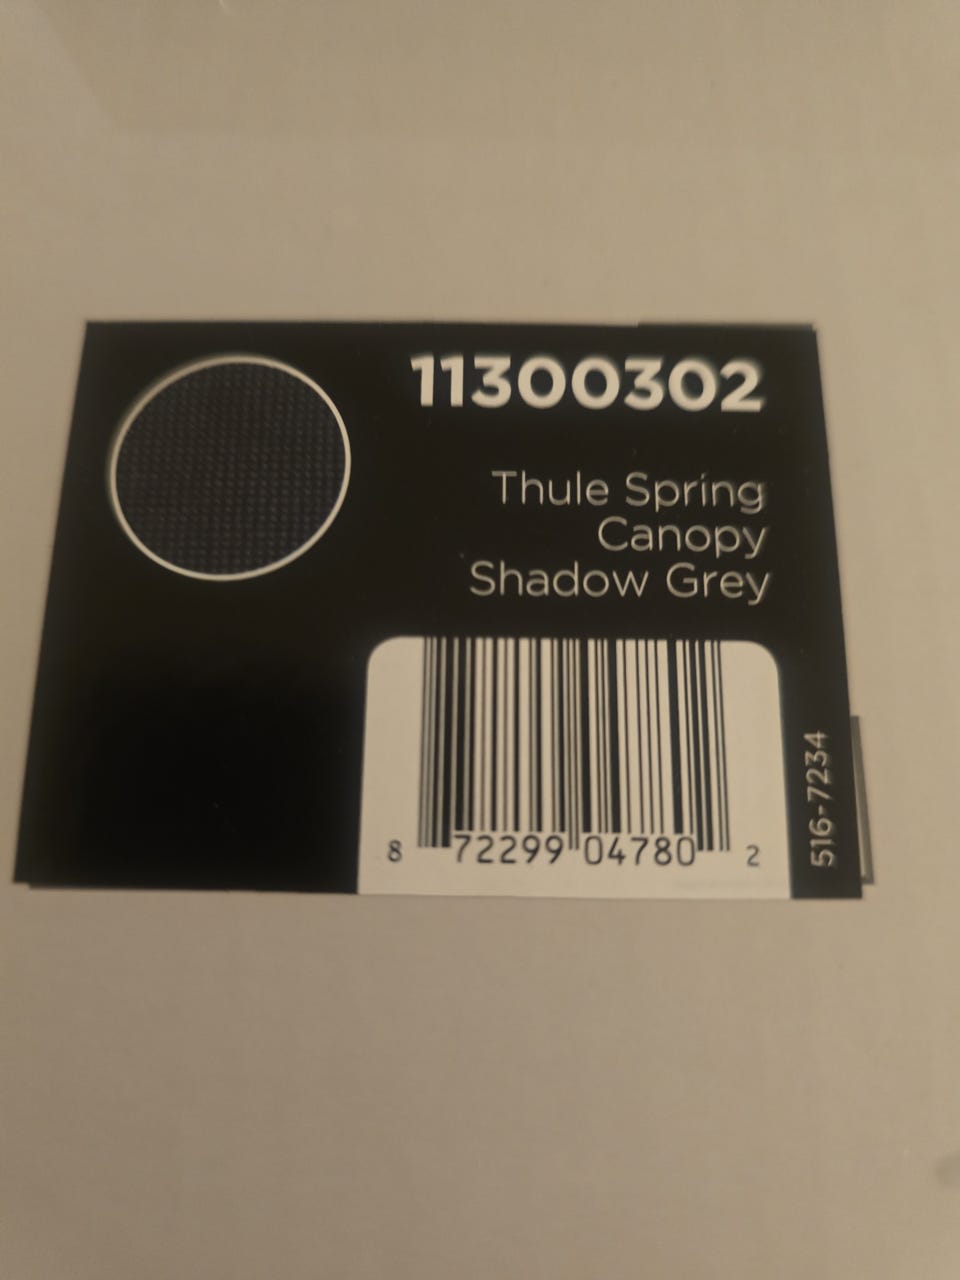 11300302
Thule Spring
Canopy
Shadow Grey
8 72299 04780 2
516-7234